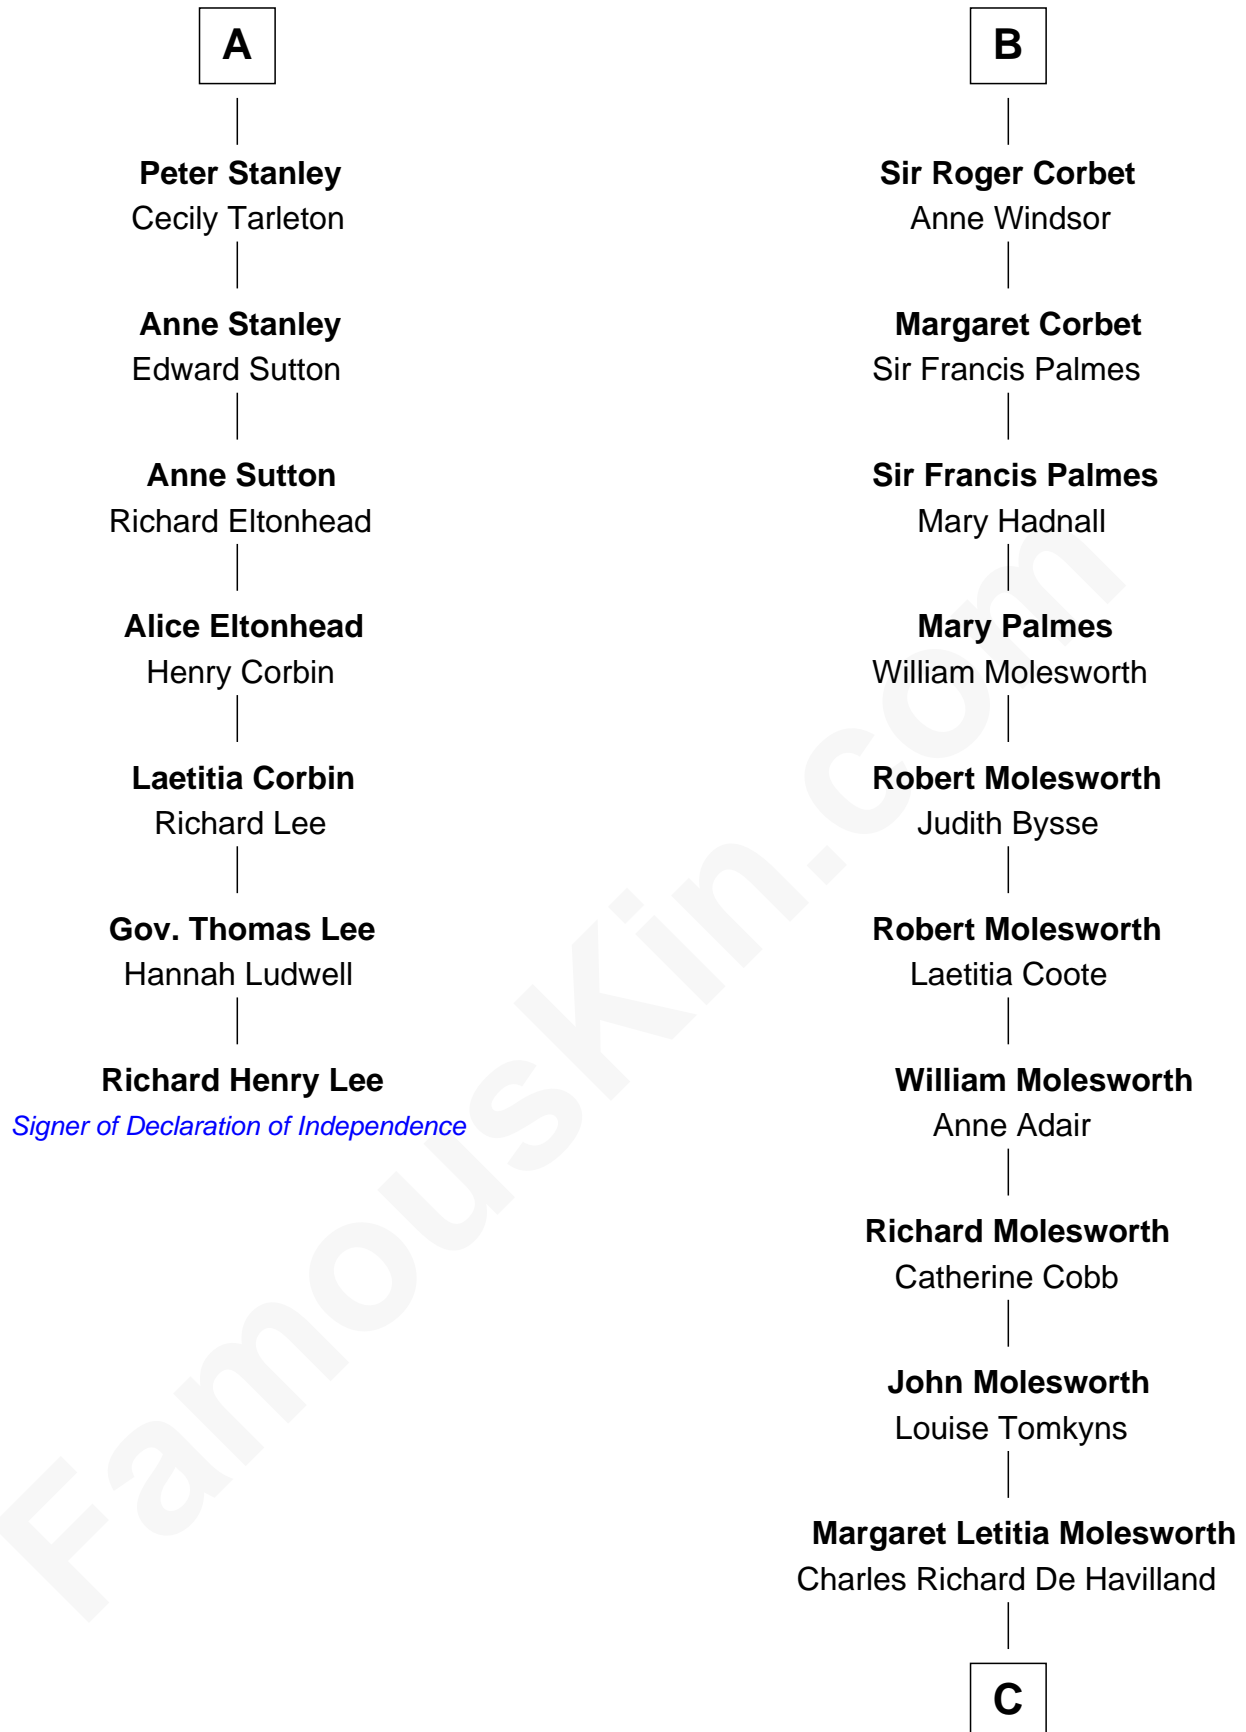 A
Peter Stanley
Cecily Tarleton
Anne Stanley
Edward Sutton
Anne Sutton
Richard Eltonhead
Alice Eltonhead
Henry Corbin
Laetitia Corbin
Richard Lee
Gov. Thomas Lee
Hannah Ludwell
Richard Henry Lee
Signer of Declaration of Independence
B
Sir Roger Corbet
Anne Windsor
Margaret Corbet
Sir Francis Palmes
Sir Francis Palmes
Mary Hadnall
Mary Palmes
William Molesworth
Robert Molesworth
Judith Bysse
Robert Molesworth
Laetitia Coote
William Molesworth
Anne Adair
Richard Molesworth
Catherine Cobb
John Molesworth
Louise Tomkyns
Margaret Letitia Molesworth
Charles Richard De Havilland
C
FamousKin.com